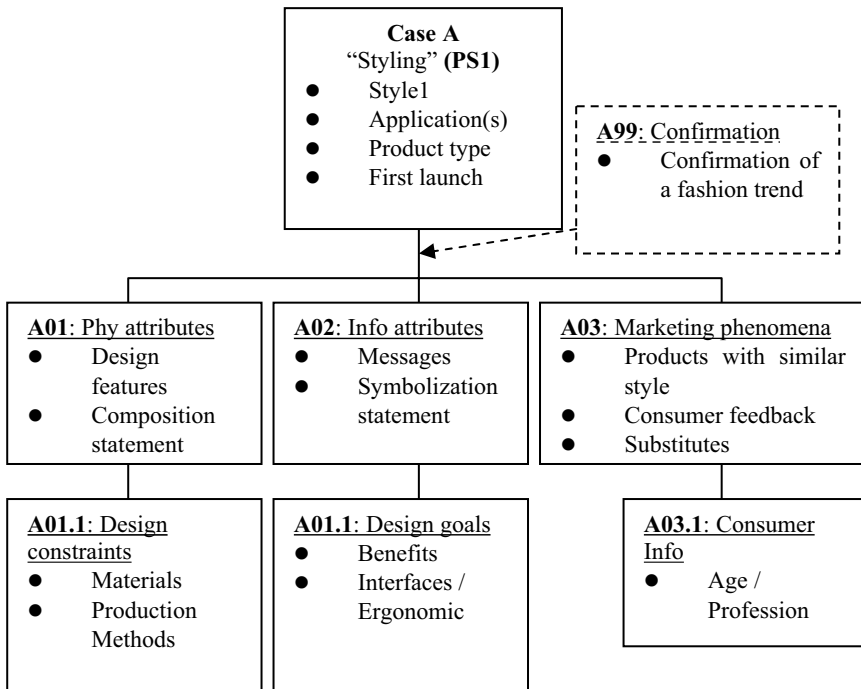 Case A
“Styling” (PS1)
● Style1
● Application(s)
● Product type
● First launch
A99: Confirmation
● Confirmation of
a fashion trend
A01: Phy attributes
● Design
features
● Composition
statement
A02: Info attributes
● Messages
● Symbolization
statement
A03: Marketing phenomena
● Products with similar
style
● Consumer feedback
● Substitutes
A01.1: Design
constraints
● Materials
● Production
Methods
A01.1: Design goals
● Benefits
● Interfaces /
Ergonomic
A03.1: Consumer
Info
● Age /
Profession